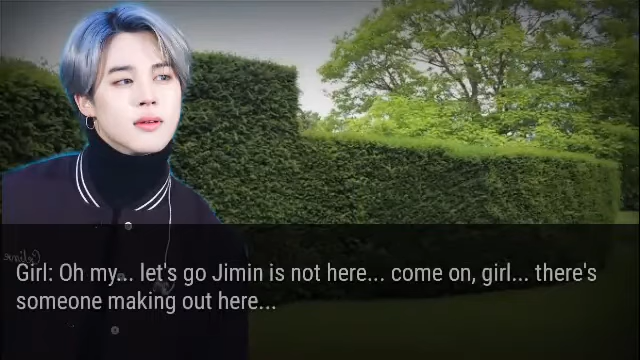 Girl: Oh my... let's go Jimin is not here... come on, girl... there's
someone making out here...